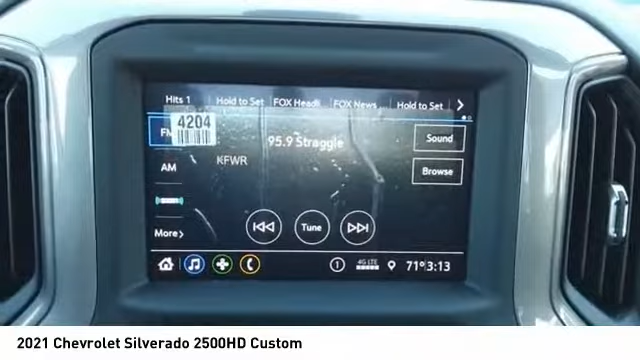 Hits 1 Hold to Set FOX Headli FOX News Hold to Set
FM 4204 Sound
95.9 Straggle
KFWR
AM Browse
More Tune
4G LTE 71° 3:13
2021 Chevrolet Silverado 2500HD Custom